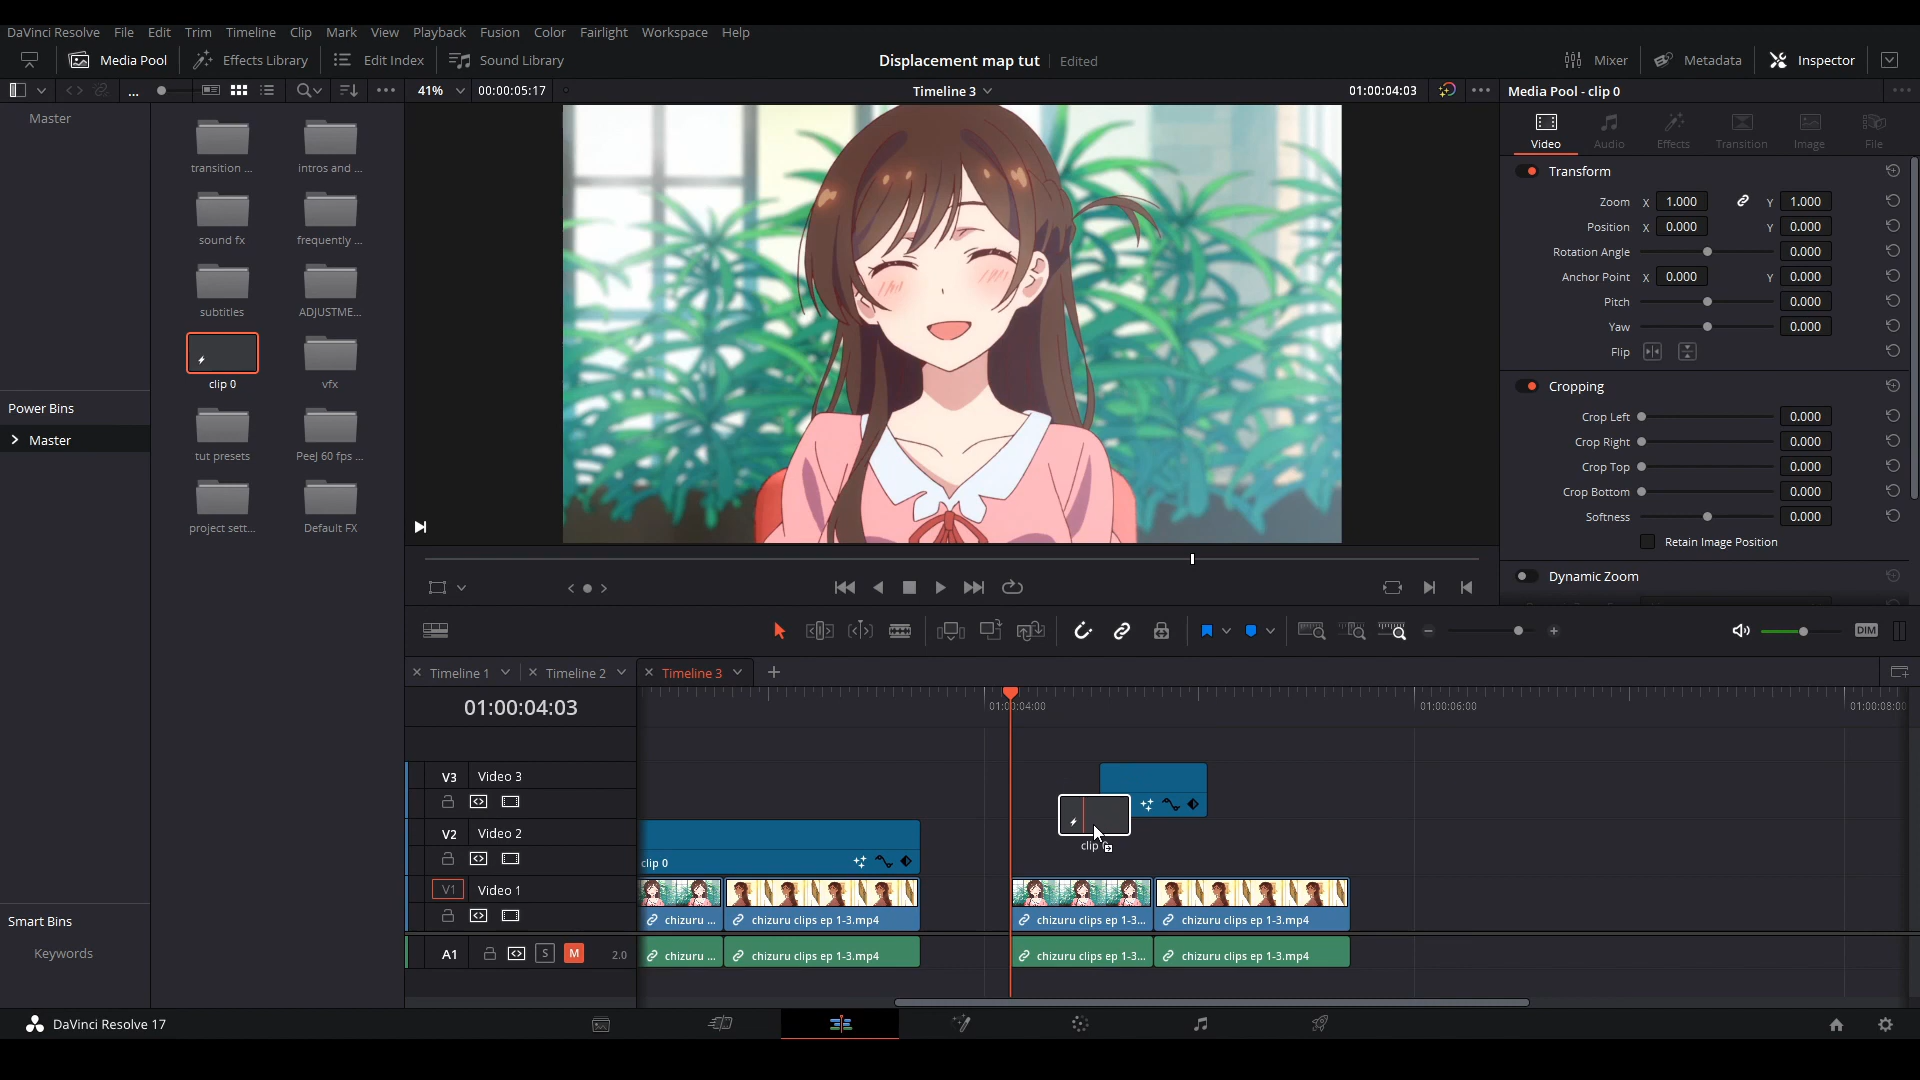 DaVinci Resolve File Edit Trim Timeline Clip Mark View Playback Fusion Color Fairlight Workspace Help
Media Pool Effects Library Edit Index Sound Library Displacement map tut Edited Mixer Metadata Inspector
... 41% 00:00:05:17 Timeline 3 01:00:04:03 Media Pool - clip 0
Master
transition ... intros and ...
sound fx frequently ...
subtitles ADJUSTME...
clip 0 vfx
tut presets PeeJ 60 fps ...
project sett... Default FX
Power Bins
Master
Smart Bins
Keywords
Video Audio Effects Transition Image File
Transform
Zoom X 1.000 Y 1.000
Position X 0.000 Y 0.000
Rotation Angle 0.000
Anchor Point X 0.000 Y 0.000
Pitch 0.000
Yaw 0.000
Flip
Cropping
Crop Left 0.000
Crop Right 0.000
Crop Top 0.000
Crop Bottom 0.000
Softness 0.000
Retain Image Position
Dynamic Zoom
DIM
Timeline 1 Timeline 2 Timeline 3
01:00:04:03 01:00:04:00 01:00:06:00 01:00:08:00
V3 Video 3
V2 Video 2
clip 0
clip
V1 Video 1
chizuru ... chizuru clips ep 1-3.mp4 chizuru clips ep 1-3... chizuru clips ep 1-3.mp4
A1 S M 2.0 chizuru ... chizuru clips ep 1-3.mp4 chizuru clips ep 1-3... chizuru clips ep 1-3.mp4
DaVinci Resolve 17